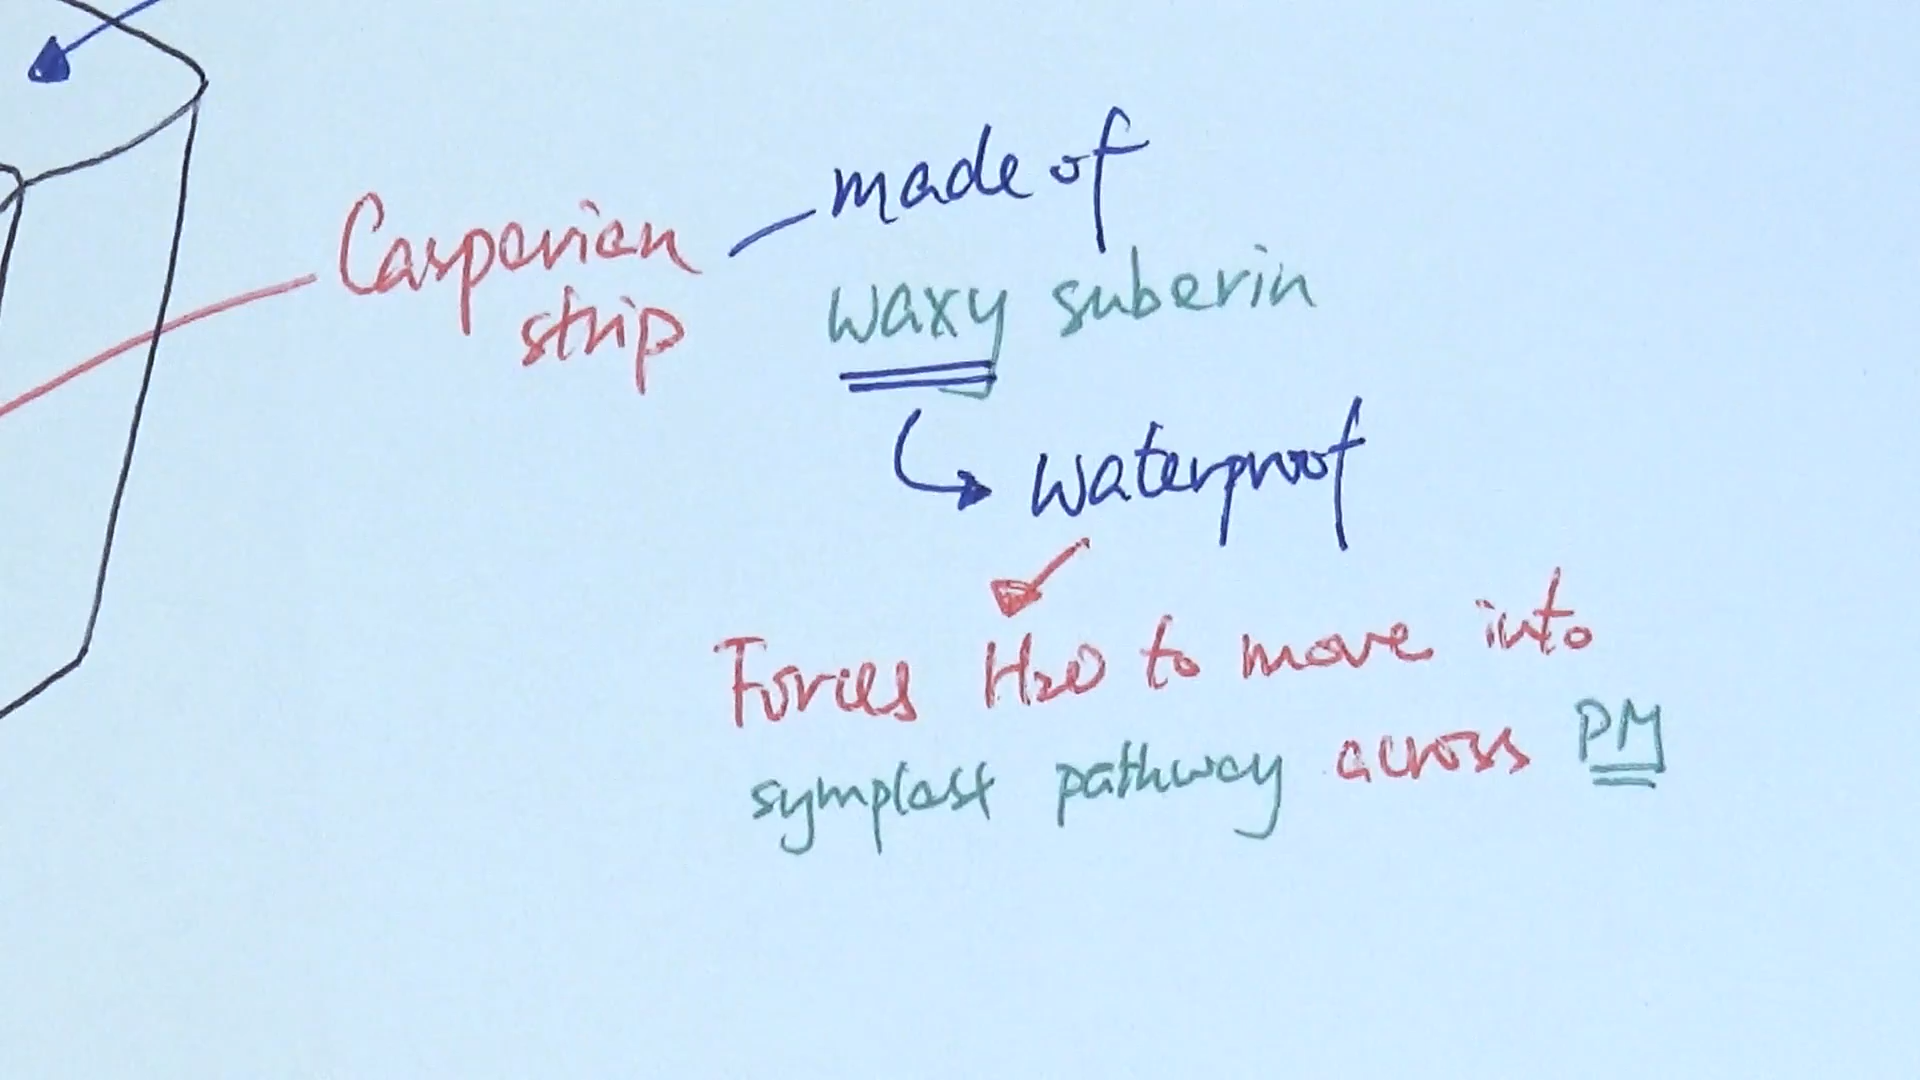 Casparian
strip
made of
waxy suberin
waterproof
Forces H2O to move into
symplast pathway across PM